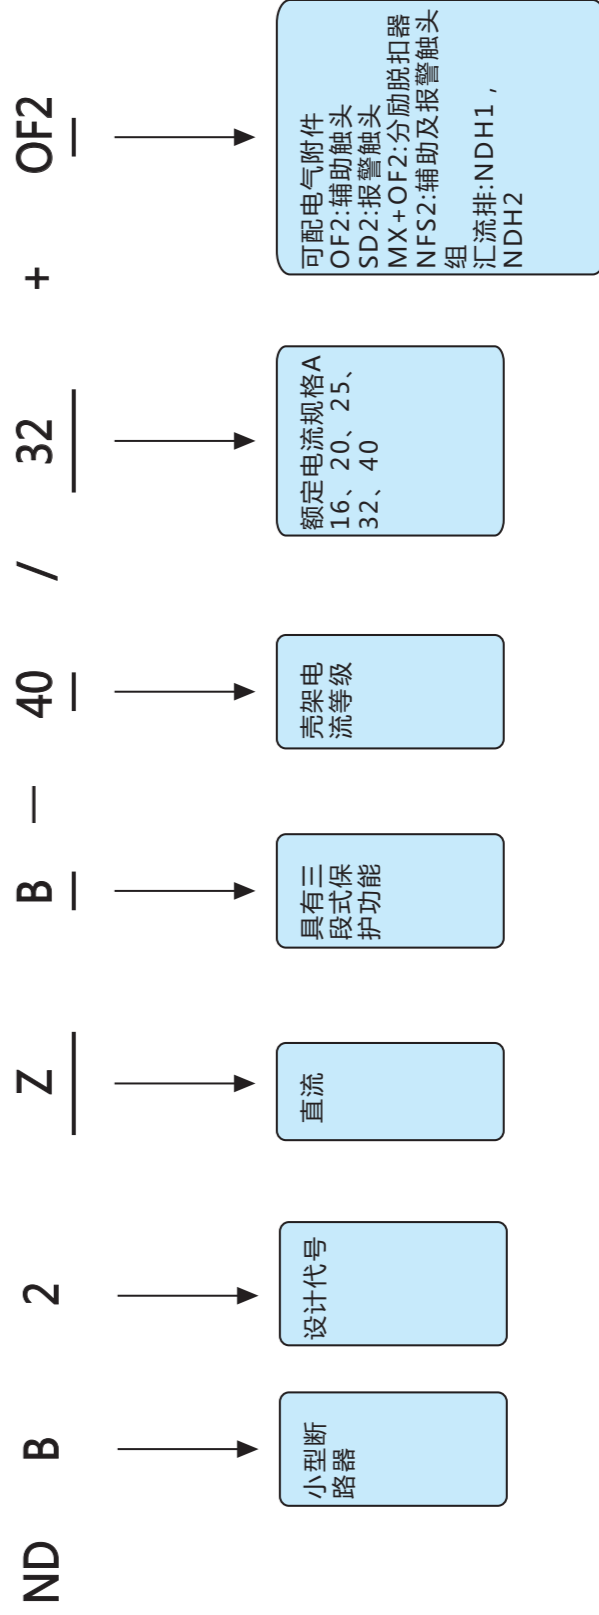 ND B 2 Z B — 40 / 32 + OF2
小型断
路器
设计代号
直流
具有三
段式保
护功能
壳架电
流等级
额定电流规格A
16、20、25、
32、40
可配电气附件
OF2:辅助触头
SD2:报警触头
MX+OF2:分励脱扣器
NFS2:辅助及报警触头
组
汇流排:NDH1，
NDH2